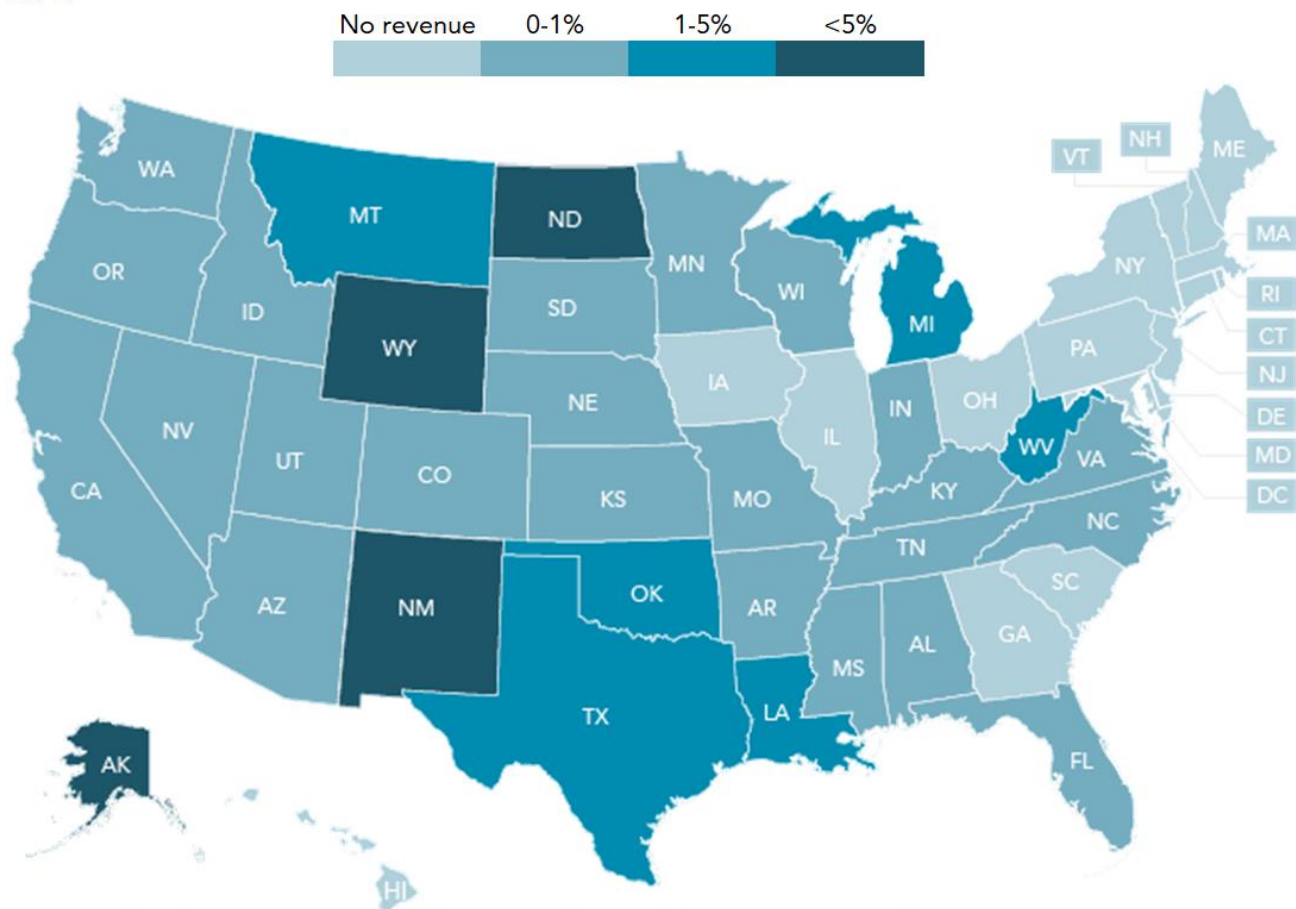 No revenue 0-1% 1-5% <5%
NH
VT ME
WA
MT ND MA
OR MN NY
ID SD WI RI
MI CT
WY PA
NJ
IA
NE IN OH DE
NV IL
UT CO WV VA MD
CA KS MO KY DC
NC
TN
AZ NM OK AR SC
GA
AL
MS
TX LA
FL
AK
HI